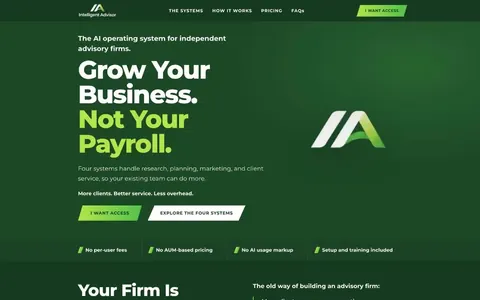 Intelligent Advisor
THE SYSTEMS
HOW IT WORKS
PRICING
FAQs
I WANT ACCESS
The AI operating system for independent
advisory firms.
Grow Your
Business.
Not Your
Payroll.
Four systems handle research, planning, marketing, and client
service, so your existing team can do more.
More clients. Better service. Less overhead.
I WANT ACCESS
EXPLORE THE FOUR SYSTEMS
No per-user fees
No AUM-based pricing
No AI usage markup
Setup and training included
Your Firm Is
The old way of building an advisory firm: